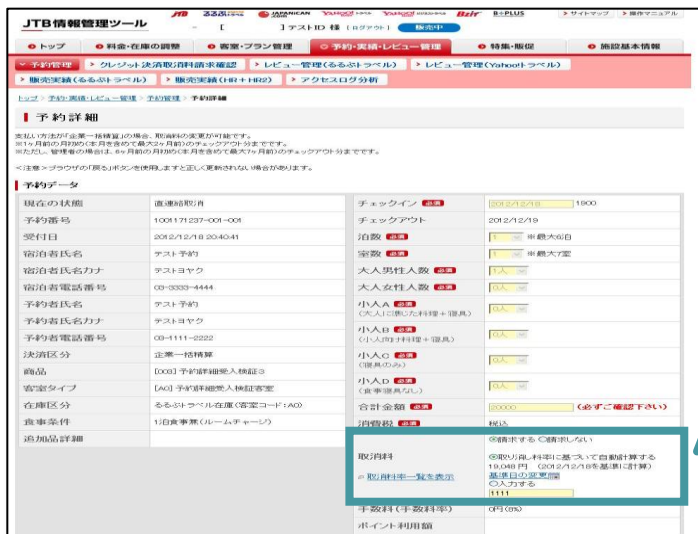 JTB情報管理ツール
JTB るるぶトラベル JAPANICAN YAHOO!トラベル YAHOO! Bzir B+PLUS > サイトマップ > 操作マニュアル
[ ]テストID 様 [ログアウト] 販売中
トップ 料金・在庫の調整 客室・プラン管理 予約・実績・レビュー管理 特集・販促 施設基本情報
予約管理 > クレジット決済取消料請求確認 > レビュー管理(るるぶトラベル) > レビュー管理(Yahoo!トラベル)
> 販売実績(るるぶトラベル) > 販売実績(HR+HR2) > アクセスログ分析
トップ > 予約・実績・レビュー管理 > 予約管理 > 予約詳細
予約詳細
支払い方法が「企業一括精算」の場合、取消料の変更が可能です。
※1ヶ月前の月初め(本月を含めて最大2ヶ月前)のチェックアウト分までです。
※ただし、管理者の場合は、6ヶ月前の月初め(本月を含めて最大7ヶ月前)のチェックアウト分までです。
<注意>ブラウザの「戻る」ボタンを使用しますと正しく更新されない場合があります。
予約データ
現在の状態 直連絡取消
予約番号 1001171237-001-001
受付日 2012/12/18 20:40:41
宿泊者氏名 テスト予約
宿泊者氏名カナ テストヨヤク
宿泊者電話番号 03-3333-4444
予約者氏名 テスト予約
予約者氏名カナ テストヨヤク
予約者電話番号 03-1111-2222
決済区分 企業一括精算
商品 [003] 予約詳細受入検証3
客室タイプ [A0] 予約詳細受入検証客室
在庫区分 るるぶトラベル在庫(客室コード:A0)
食事条件 1泊食事無(ルームチャージ)
追加品詳細
チェックイン 必須 2012/12/18 1900
チェックアウト 2012/12/19
泊数 必須 1 ※最大6泊
室数 必須 1 ※最大7室
大人男性人数 必須 1人
大人女性人数 必須 0人
小人A 必須 0人
(大人に準じた料理+寝具)
小人B 必須 0人
(小人向け料理+寝具)
小人C 必須 0人
(寝具のみ)
小人D 必須 0人
(食事寝具なし)
合計金額 必須 20000 (必ずご確認下さい)
消費税 必須 税込
請求する 請求しない
取消料 取り消し料率に基づいて自動計算する
19,048円 (2012/12/18を基準に計算)
取消料率一覧を表示 基準日の変更
入力する
1111
手数料(手数料率) 0円(8%)
ポイント利用額